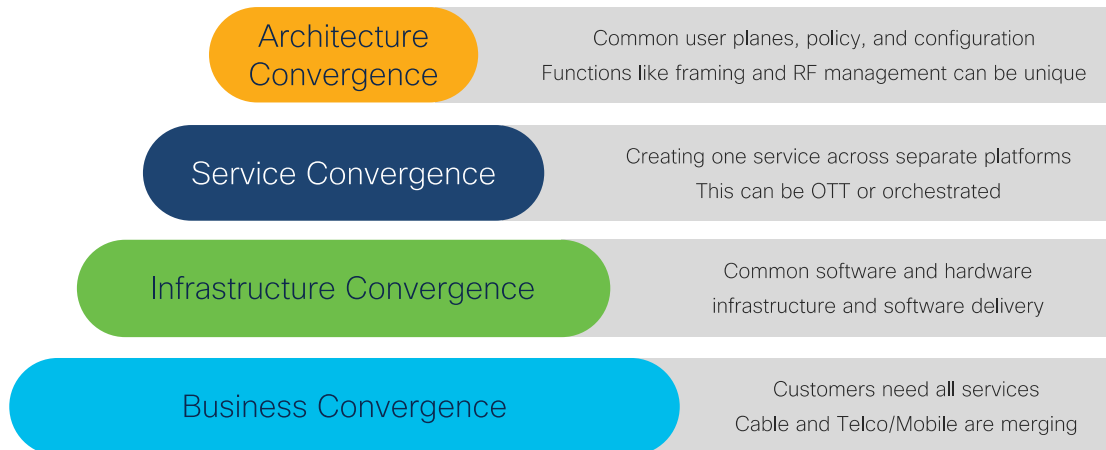 Architecture
Convergence
Common user planes, policy, and configuration
Functions like framing and RF management can be unique
Service Convergence
Creating one service across separate platforms
This can be OTT or orchestrated
Infrastructure Convergence
Common software and hardware
infrastructure and software delivery
Business Convergence
Customers need all services
Cable and Telco/Mobile are merging